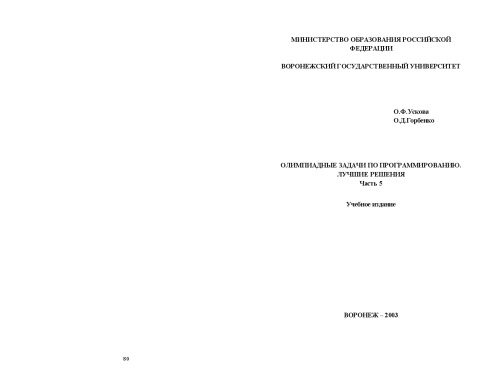 МИНИСТЕРСТВО ОБРАЗОВАНИЯ РОССИЙСКОЙ
ФЕДЕРАЦИИ
ВОРОНЕЖСКИЙ ГОСУДАРСТВЕННЫЙ УНИВЕРСИТЕТ
О.Ф.Ускова
О.Д.Горбенко
ОЛИМПИАДНЫЕ ЗАДАЧИ ПО ПРОГРАММИРОВАНИЮ.
ЛУЧШИЕ РЕШЕНИЯ
Часть 5
Учебное издание
ВОРОНЕЖ – 2003
80